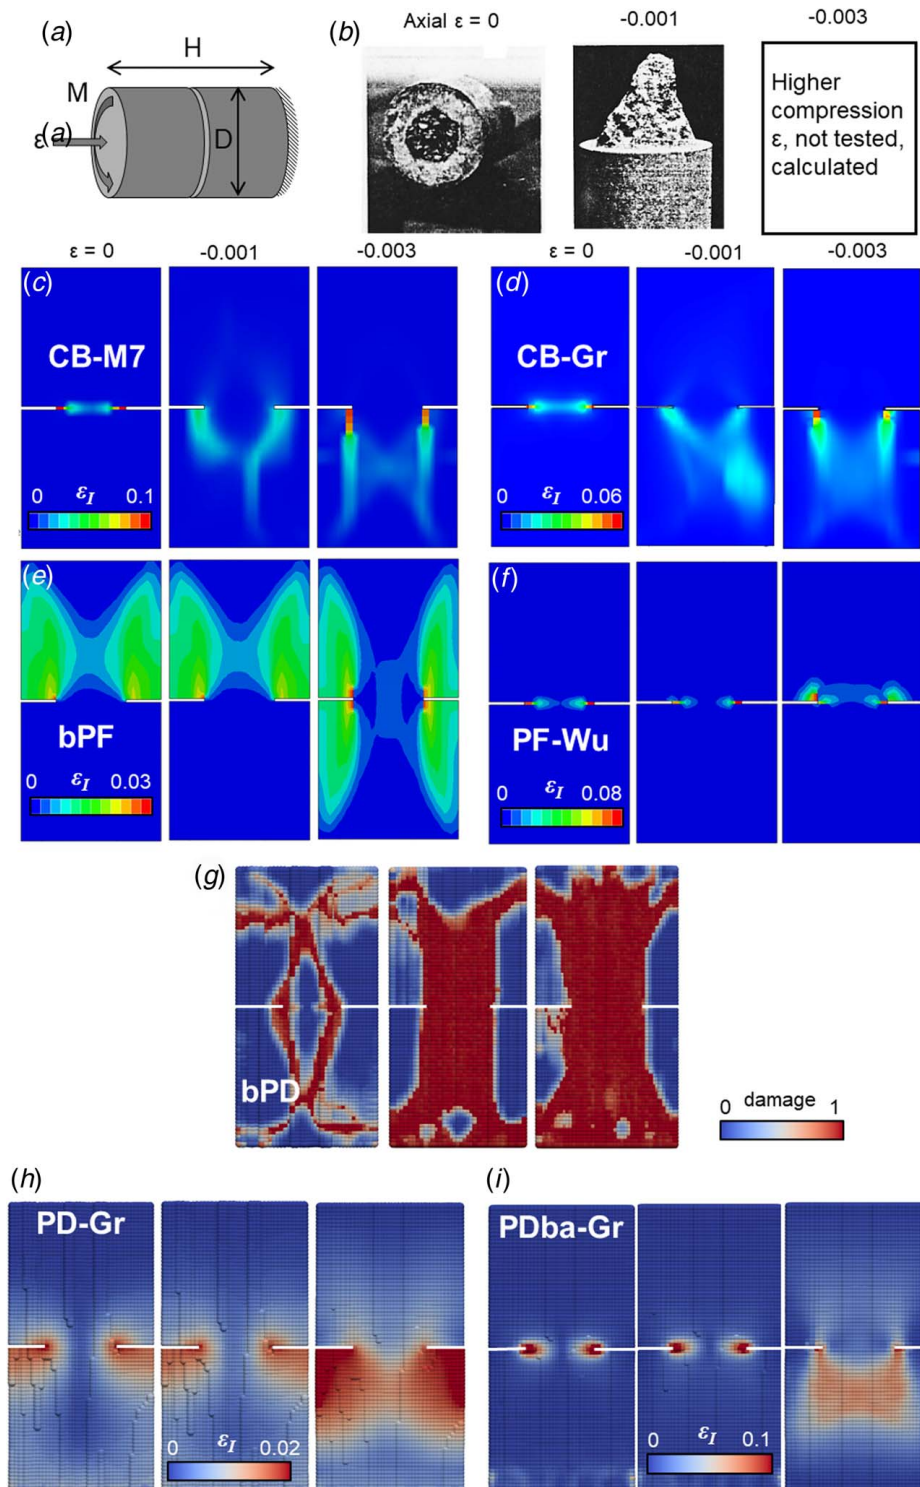 (a)
H
M
(a)
ε
D
(b)
Axial ε = 0
-0.001
-0.003
Higher
compression
ε, not tested,
calculated
ε = 0
-0.001
-0.003
ε = 0
-0.001
-0.003
(c)
CB-M7
0 εI 0.1
(d)
CB-Gr
0 εI 0.06
(e)
bPF
0 εI 0.03
(f)
PF-Wu
0 εI 0.08
(g)
bPD
0 damage 1
(h)
PD-Gr
0 εI 0.02
(i)
PDba-Gr
0 εI 0.1